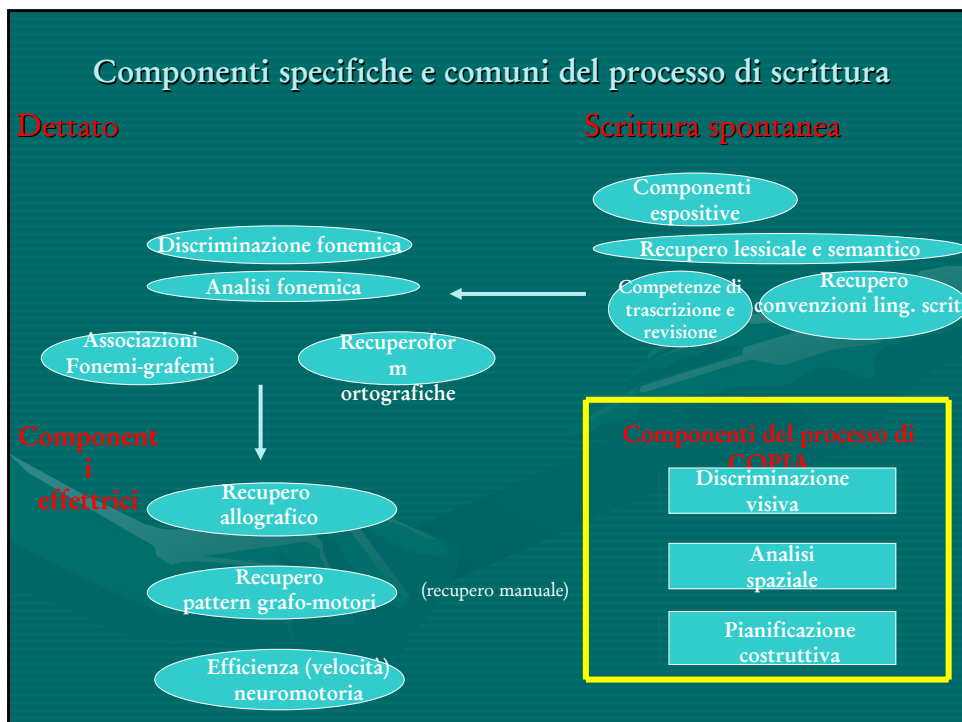 Componenti specifiche e comuni del processo di scrittura
Dettato
Scrittura spontanea
Componenti
espositive
Discriminazione fonemica
Recupero lessicale e semantico
Analisi fonemica
Competenze di
trascrizione e
revisione
Recupero
convenzioni ling. scrit
Associazioni
Fonemi-grafemi
Recuperofor
m
ortografiche
Component
i
effettrici
Componenti del processo di
COPIA
Discriminazione
visiva
Recupero
allografico
Analisi
spaziale
Recupero
pattern grafo-motori
(recupero manuale)
Pianificazione
costruttiva
Efficienza (velocità)
neuromotoria